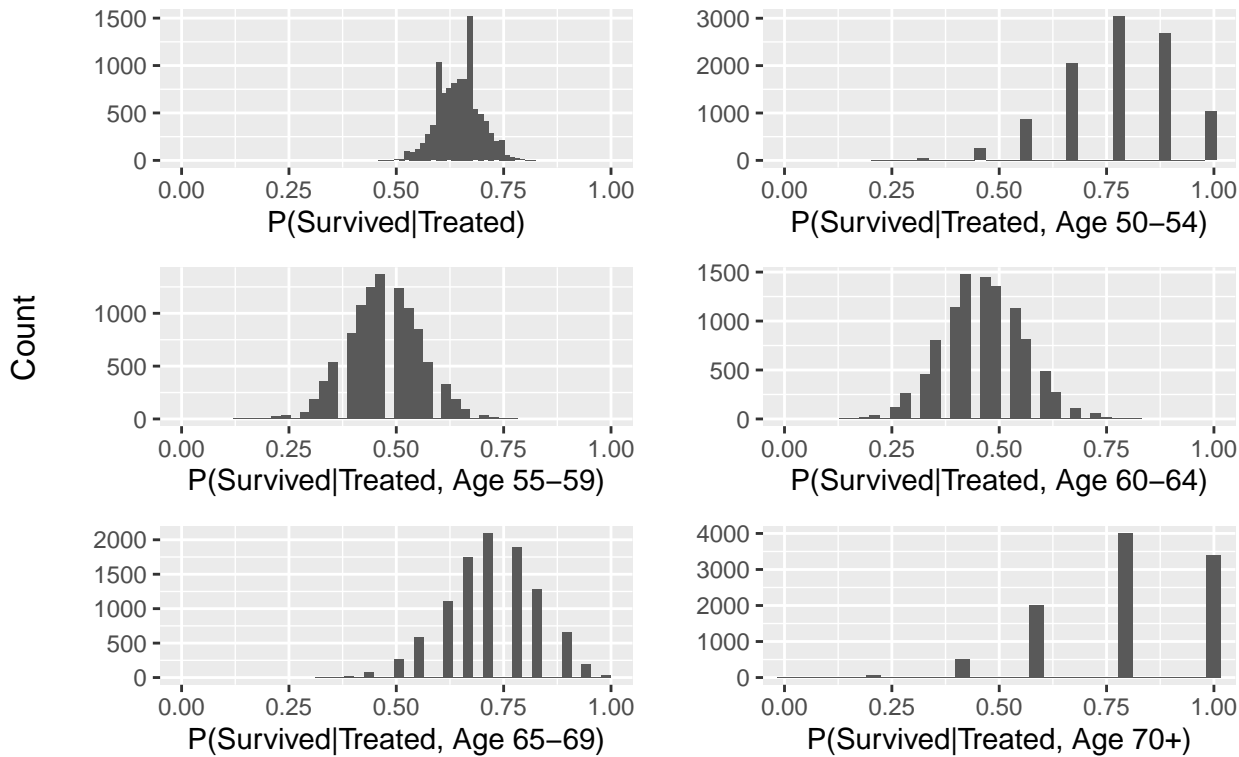 1500
1000
500
0
0.00 0.25 0.50 0.75 1.00
P(Survived|Treated)
3000
2000
1000
0
0.00 0.25 0.50 0.75 1.00
P(Survived|Treated, Age 50−54)
Count
1000
500
0
0.00 0.25 0.50 0.75 1.00
P(Survived|Treated, Age 55−59)
1500
1000
500
0
0.00 0.25 0.50 0.75 1.00
P(Survived|Treated, Age 60−64)
2000
1500
1000
500
0
0.00 0.25 0.50 0.75 1.00
P(Survived|Treated, Age 65−69)
4000
3000
2000
1000
0
0.00 0.25 0.50 0.75 1.00
P(Survived|Treated, Age 70+)